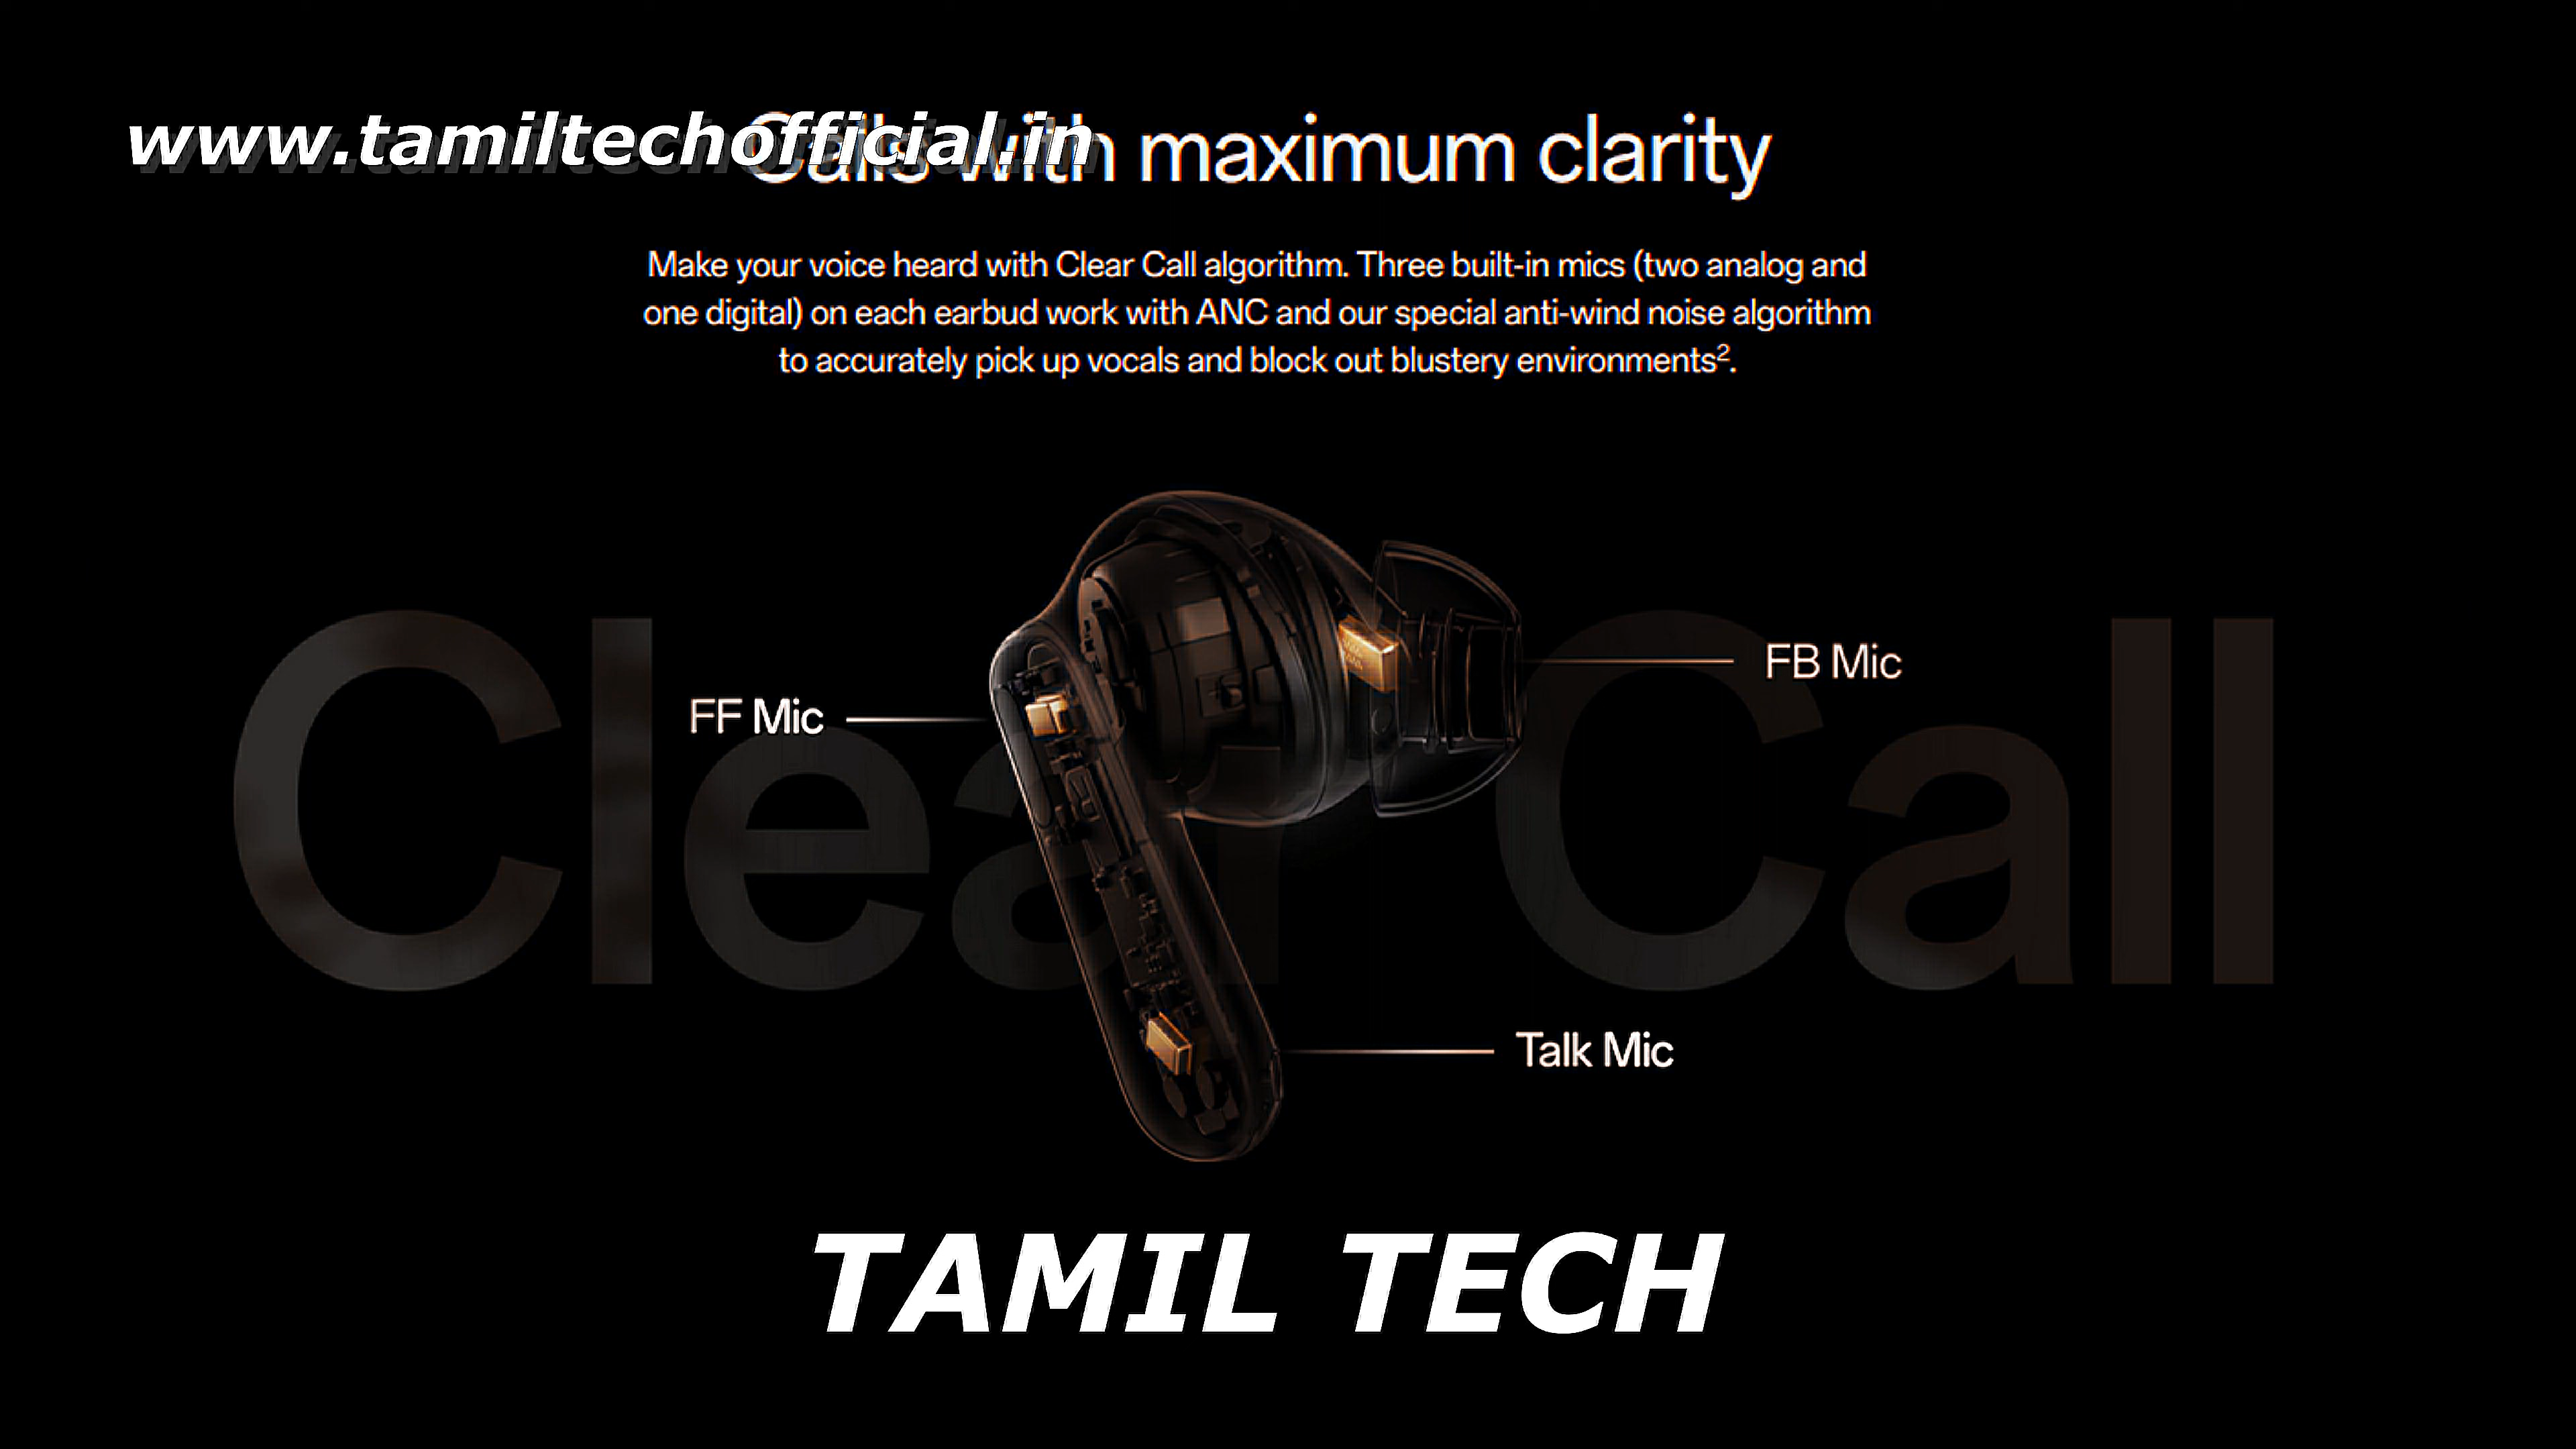 www.tamiltechofficial.in
Calls with maximum clarity
Make your voice heard with Clear Call algorithm. Three built-in mics (two analog and
one digital) on each earbud work with ANC and our special anti-wind noise algorithm
to accurately pick up vocals and block out blustery environments².
Clear Call
FB Mic
FF Mic
Talk Mic
TAMIL TECH